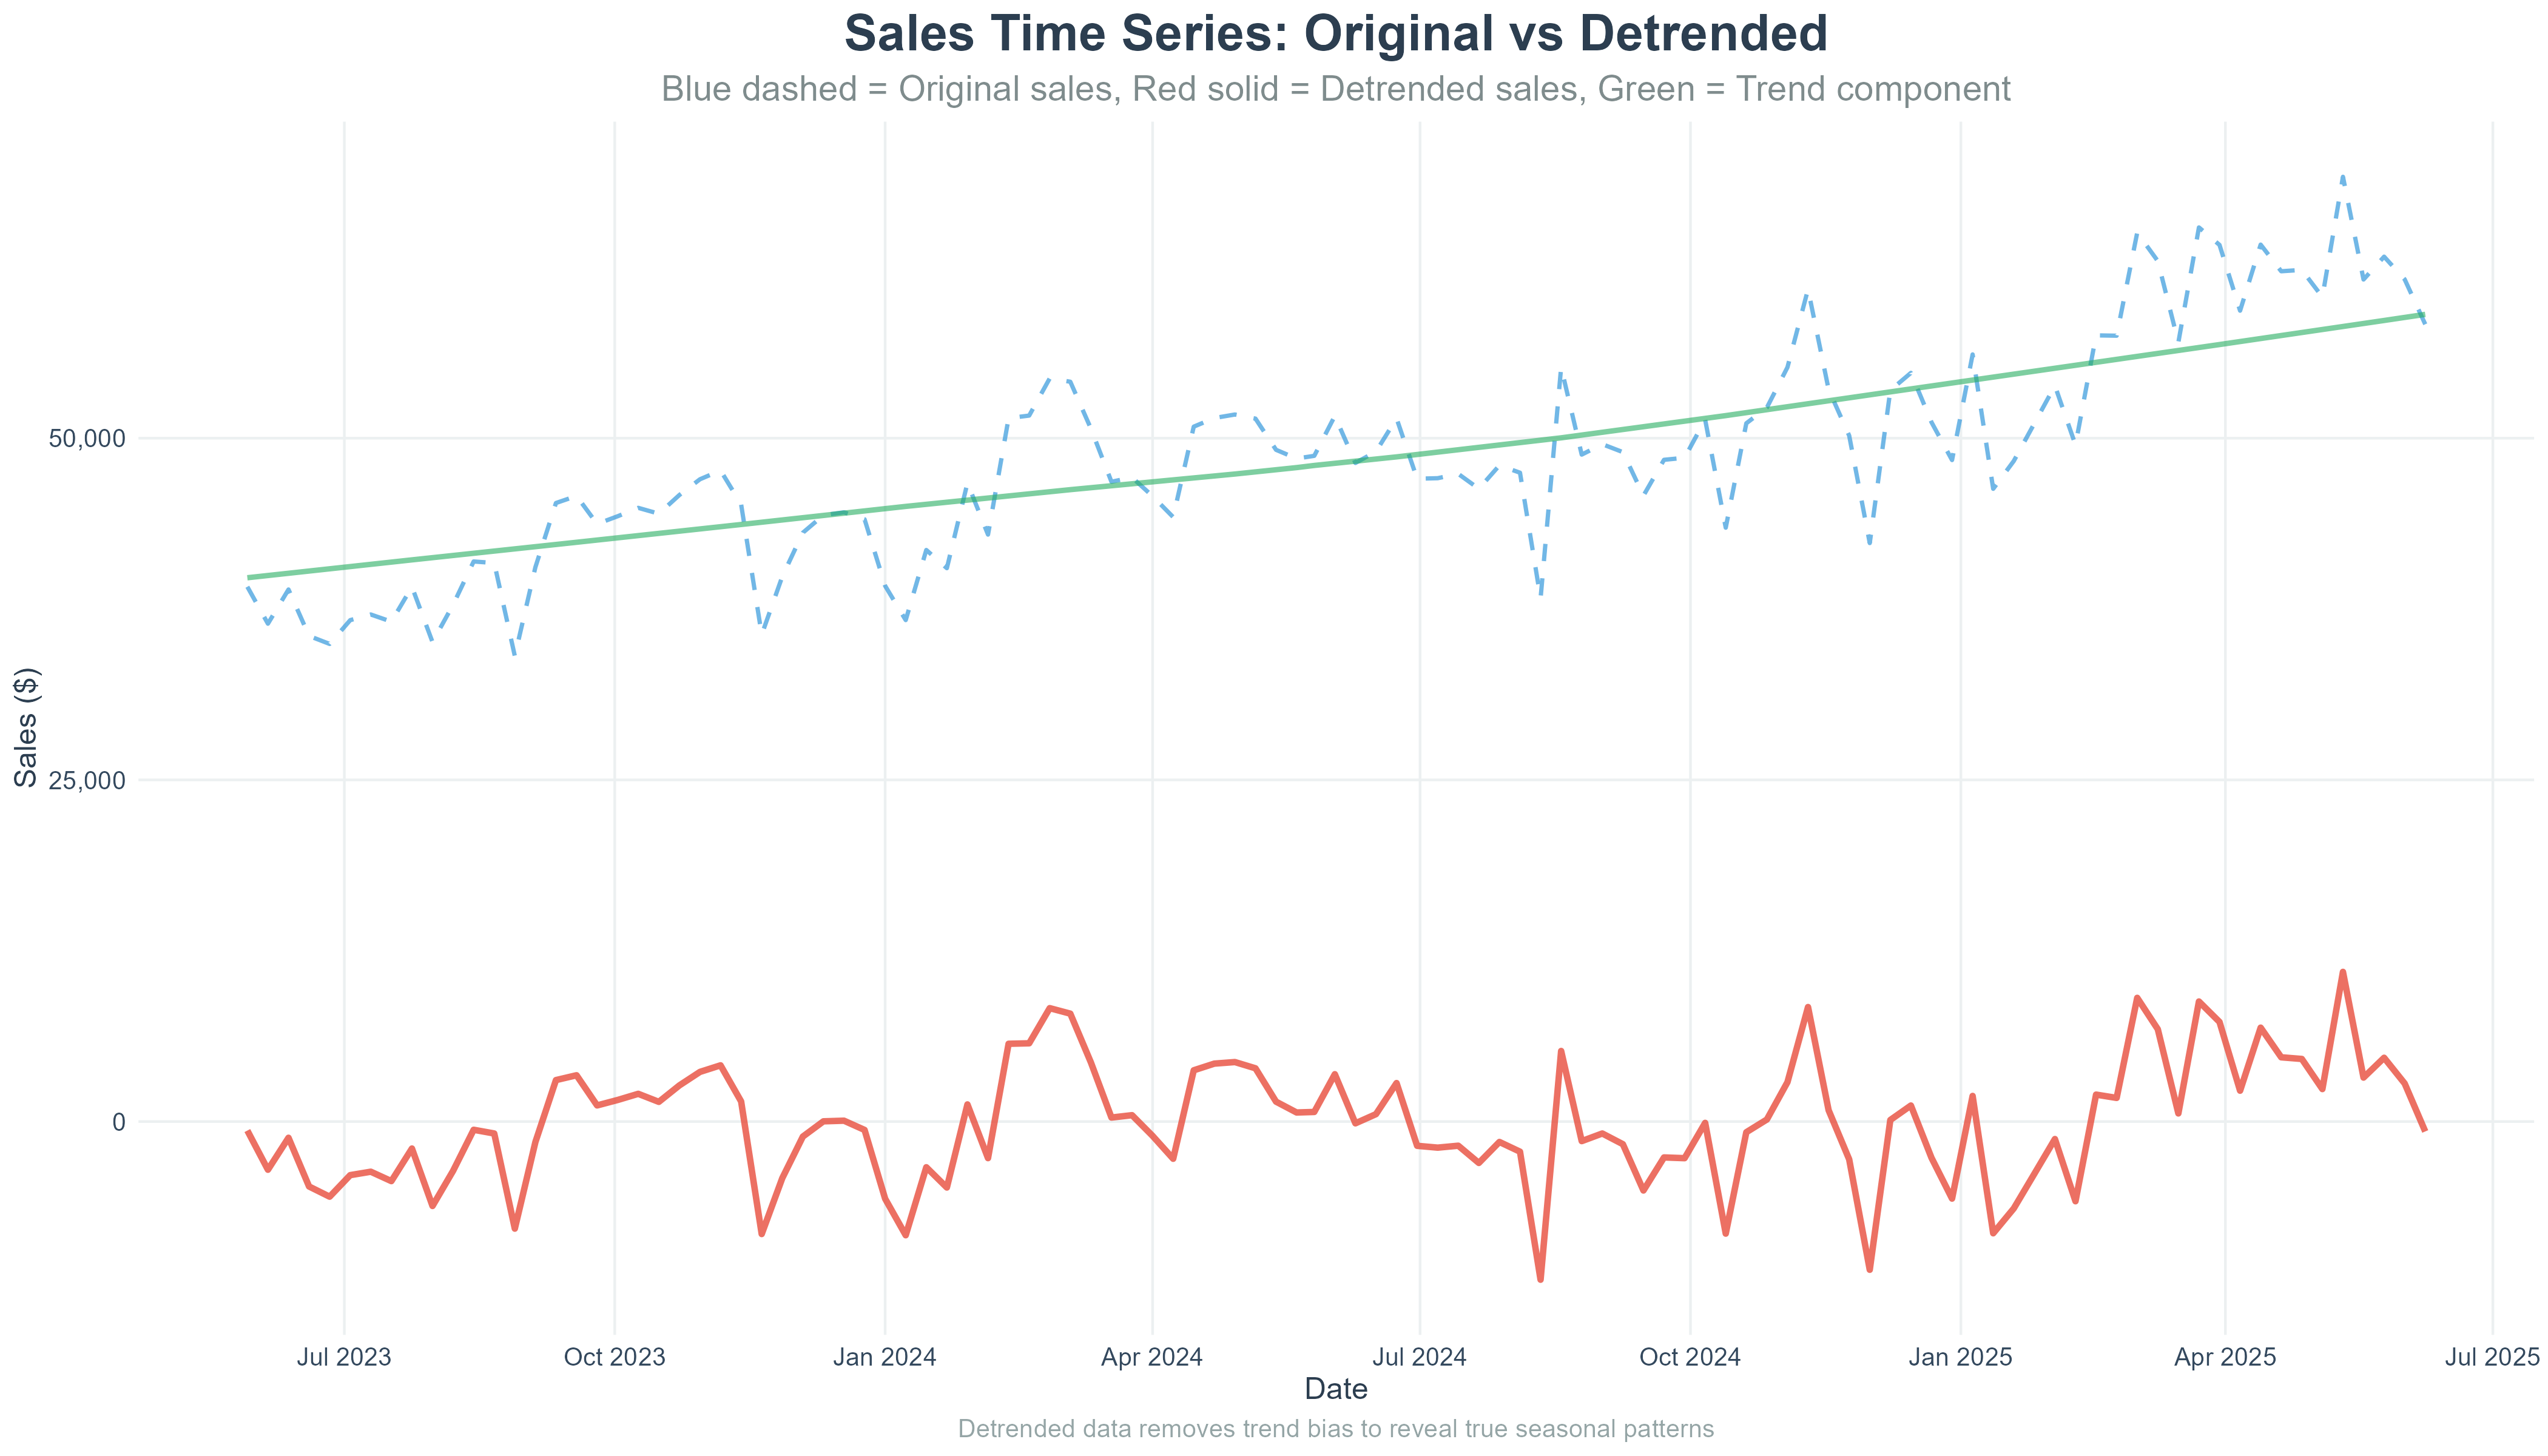 Sales Time Series: Original vs Detrended
Blue dashed = Original sales, Red solid = Detrended sales, Green = Trend component
Sales ($)
50,000
25,000
0
Jul 2023
Oct 2023
Jan 2024
Apr 2024
Jul 2024
Oct 2024
Jan 2025
Apr 2025
Jul 2025
Date
Detrended data removes trend bias to reveal true seasonal patterns